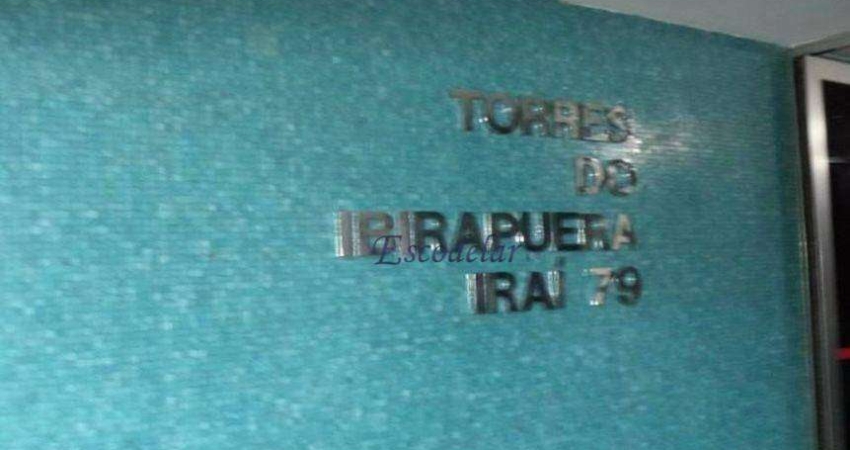 TORRES
DO
IBIRAPUERA
Escodelar
IRAÍ 79